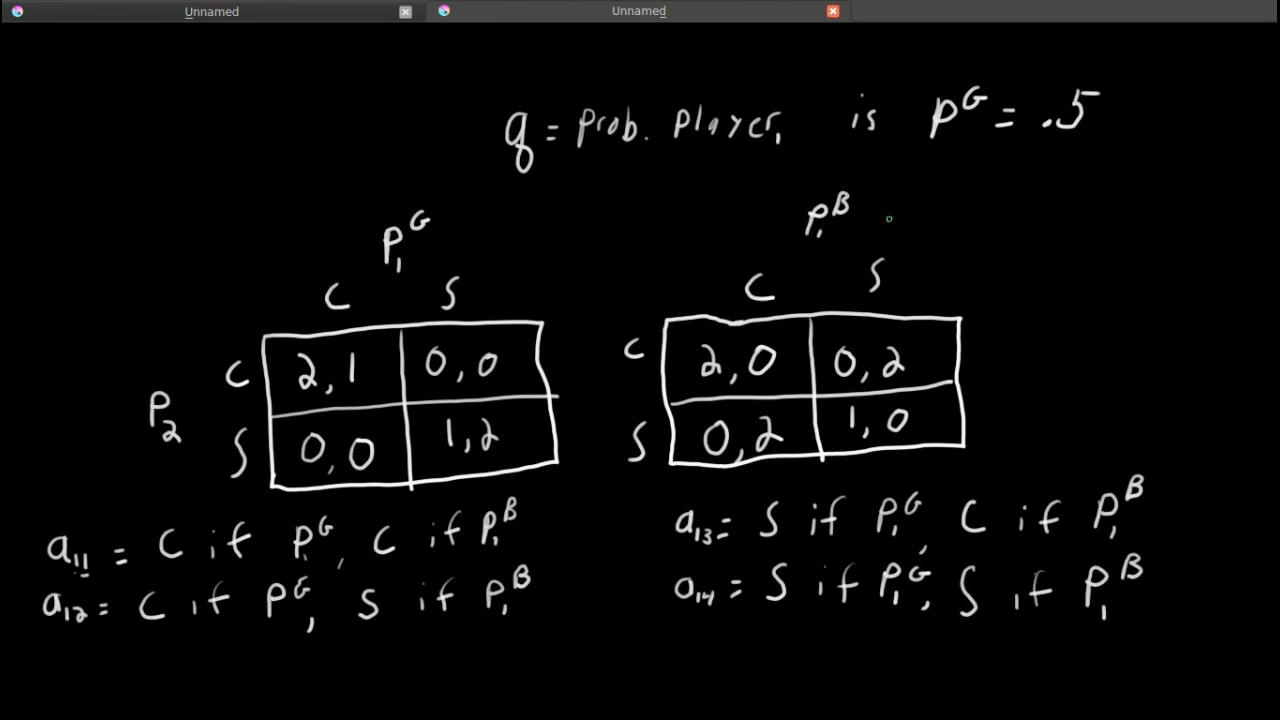 Unnamed Unnamed
q = prob. player₁ is p^G = .5
P₁^G P₁^B
C S C S
C 2,1 0,0 C 2,0 0,2
P₂
S 0,0 1,2 S 0,2 1,0
a₁₁ = C if P₁^G, C if P₁^B
a₁₂ = C if P^G, S if P₁^B
a₁₃ = S if P₁^G, C if P₁^B
a₁₄ = S if P₁^G, S if P₁^B